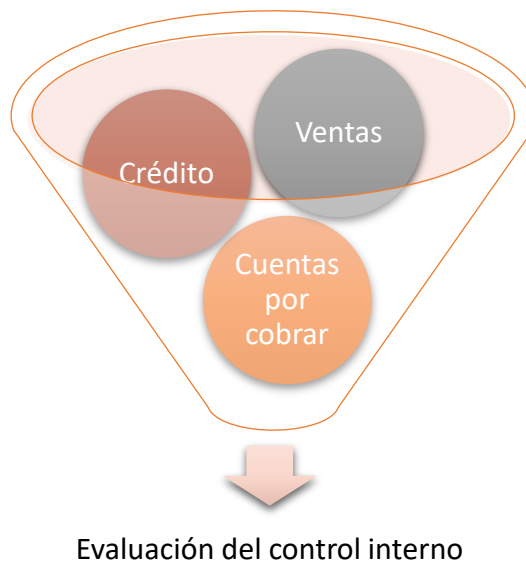 Ventas
Crédito
Cuentas
por
cobrar
Evaluación del control interno